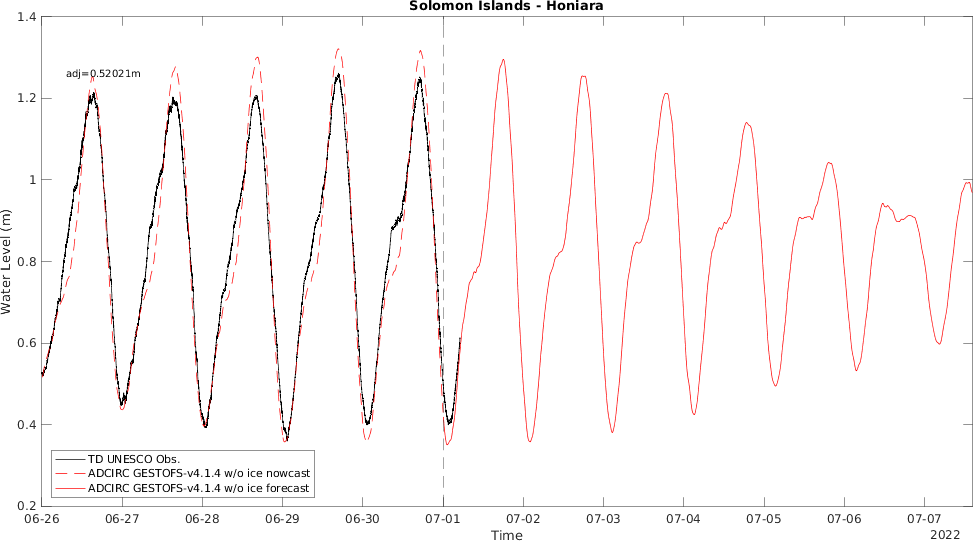 Solomon Islands - Honiara
1.4
adj=0.52021m
1.2
1
0.8
0.6
0.4
0.2
Water Level (m)
TD UNESCO Obs.
ADCIRC GESTOFS-v4.1.4 w/o ice nowcast
ADCIRC GESTOFS-v4.1.4 w/o ice forecast
06-26 06-27 06-28 06-29 06-30 07-01 07-02 07-03 07-04 07-05 07-06 07-07
Time
2022